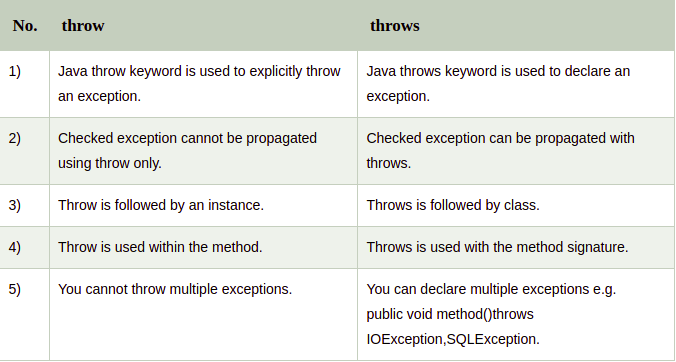 No. throw throws
1) Java throw keyword is used to explicitly throw an exception. Java throws keyword is used to declare an exception.
2) Checked exception cannot be propagated using throw only. Checked exception can be propagated with throws.
3) Throw is followed by an instance. Throws is followed by class.
4) Throw is used within the method. Throws is used with the method signature.
5) You cannot throw multiple exceptions. You can declare multiple exceptions e.g. public void method()throws IOException,SQLException.